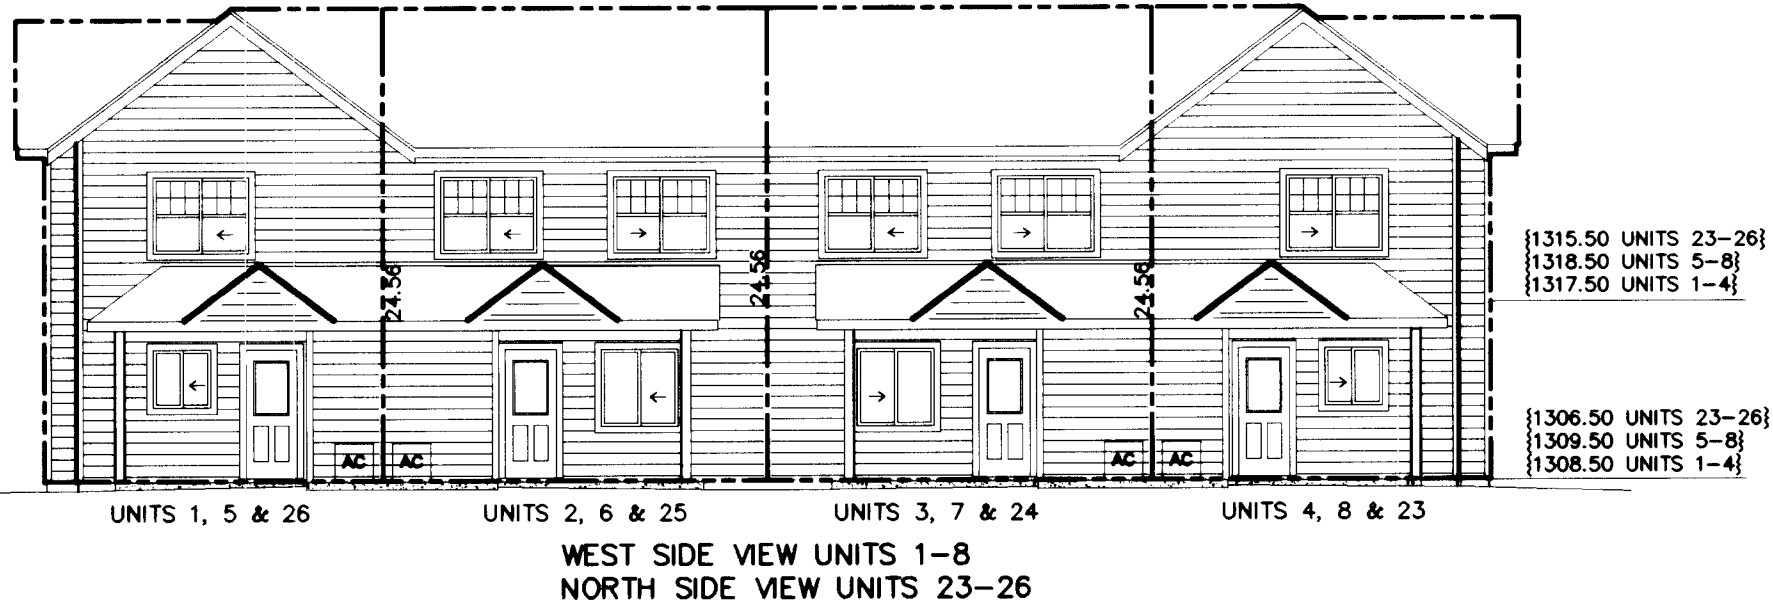 {1315.50 UNITS 23-26}
{1318.50 UNITS 5-8}
{1317.50 UNITS 1-4}
24.56
24.56
24.56
{1306.50 UNITS 23-26}
{1309.50 UNITS 5-8}
{1308.50 UNITS 1-4}
AC
AC
AC
AC
UNITS 1, 5 & 26
UNITS 2, 6 & 25
UNITS 3, 7 & 24
UNITS 4, 8 & 23
WEST SIDE VIEW UNITS 1-8
NORTH SIDE VIEW UNITS 23-26